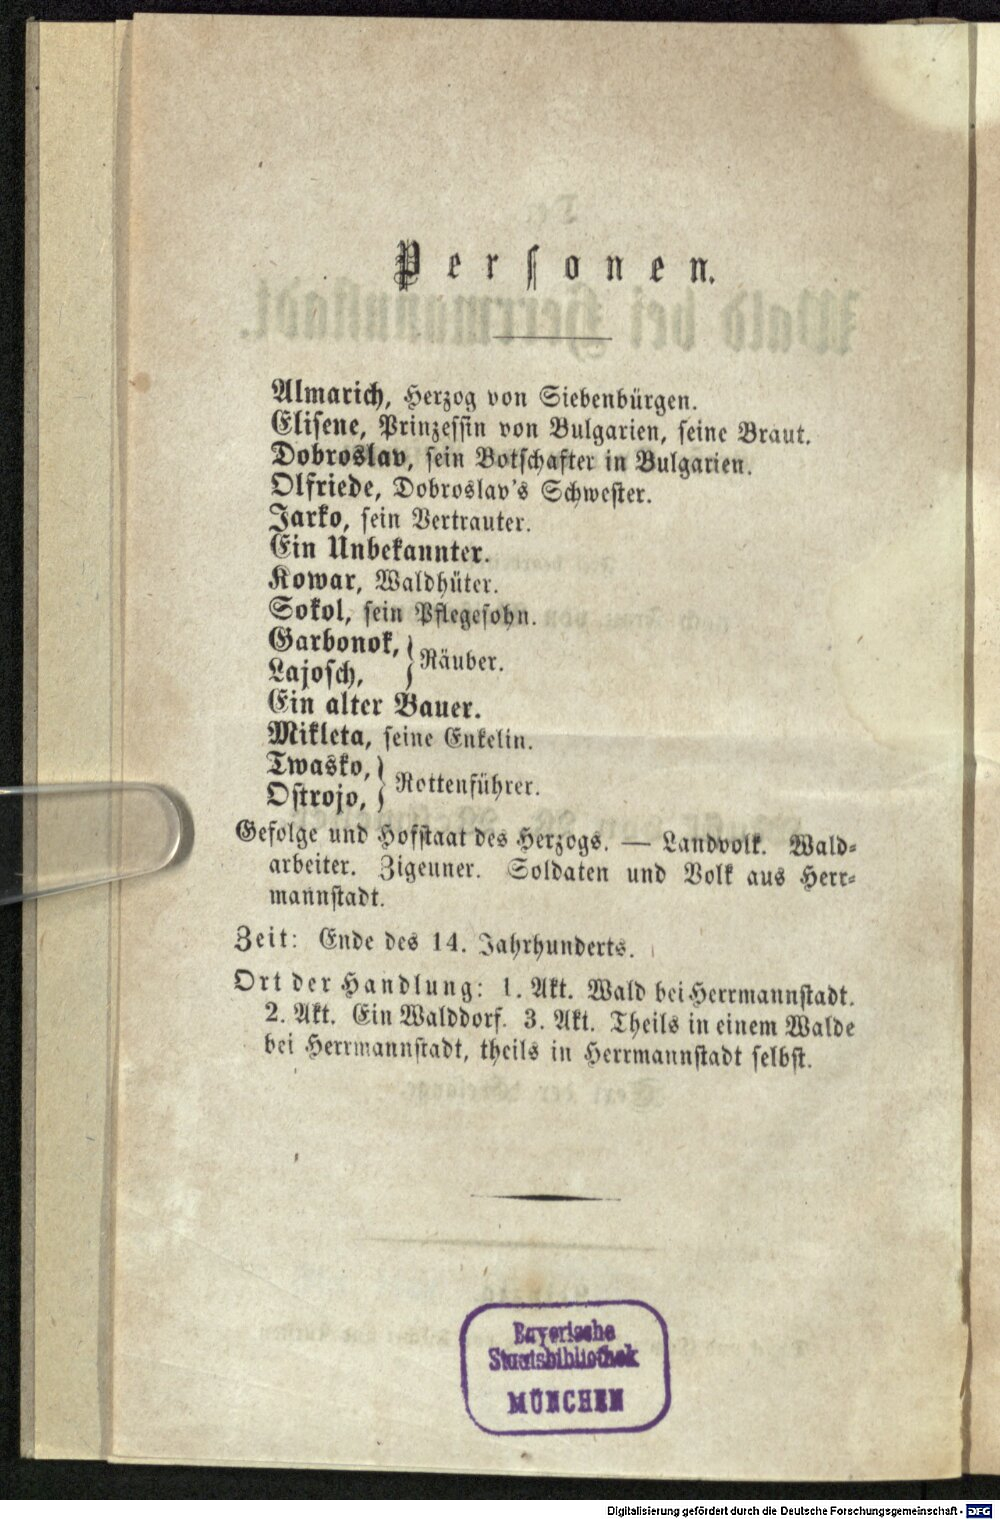 Personen.
Almarich, Herzog von Siebenbürgen.
Elisene, Prinzessin von Bulgarien, seine Braut.
Dobroslav, sein Botschafter in Bulgarien.
Olfriede, Dobroslav's Schwester.
Jarko, sein Vertrauter.
Ein Unbekannter.
Kowar, Waldhüter.
Sokol, sein Pflegesohn.
Garbonok,
Lajosch, } Räuber.
Ein alter Bauer.
Mikleta, seine Enkelin.
Twasko,
Ostrojo, } Rottenführer.
Gefolge und Hofstaat des Herzogs. — Landvolk. Wald-
arbeiter. Zigeuner. Soldaten und Volk aus Herr-
mannstadt.
Zeit: Ende des 14. Jahrhunderts.
Ort der Handlung: 1. Akt. Wald bei Herrmannstadt.
2. Akt. Ein Walddorf. 3. Akt. Theils in einem Walde
bei Herrmannstadt, theils in Herrmannstadt selbst.
Bayerische
Staatsbibliothek
MÜNCHEN
Digitalisierung gefördert durch die Deutsche Forschungsgemeinschaft - DFG